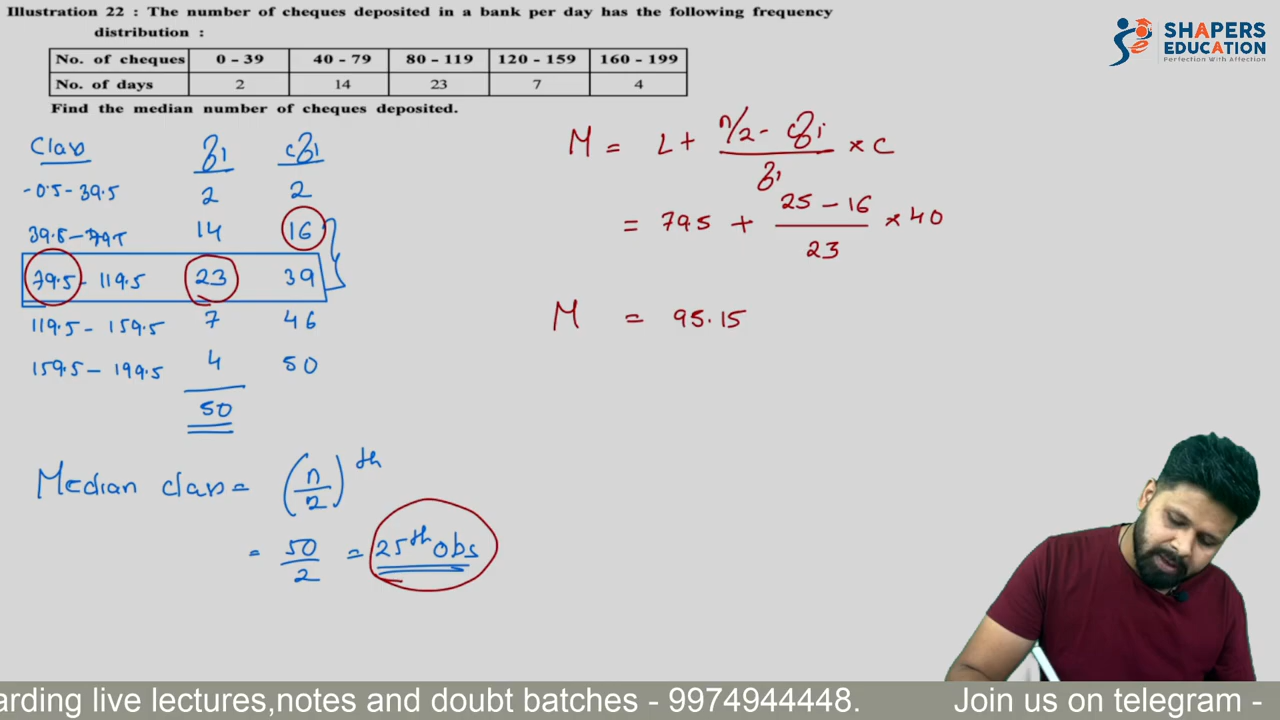 Illustration 22 : The number of cheques deposited in a bank per day has the following frequency
distribution :
No. of cheques 0 - 39 40 - 79 80 - 119 120 - 159 160 - 199
No. of days 2 14 23 7 4
Find the median number of cheques deposited.
SHAPERS
EDUCATION
Perfection With Affection
Class fi cfi
-0.5 - 39.5 2 2
39.5 - 79.5 14 16
79.5 - 119.5 23 39
119.5 - 159.5 7 46
159.5 - 199.5 4 50
50
Median class = (n/2)th
= 50/2 = 25th obs
M = L + n/2 - cfi / fi × C
= 79.5 + 25 - 16 / 23 × 40
M = 95.15
arding live lectures,notes and doubt batches - 9974944448. Join us on telegram -